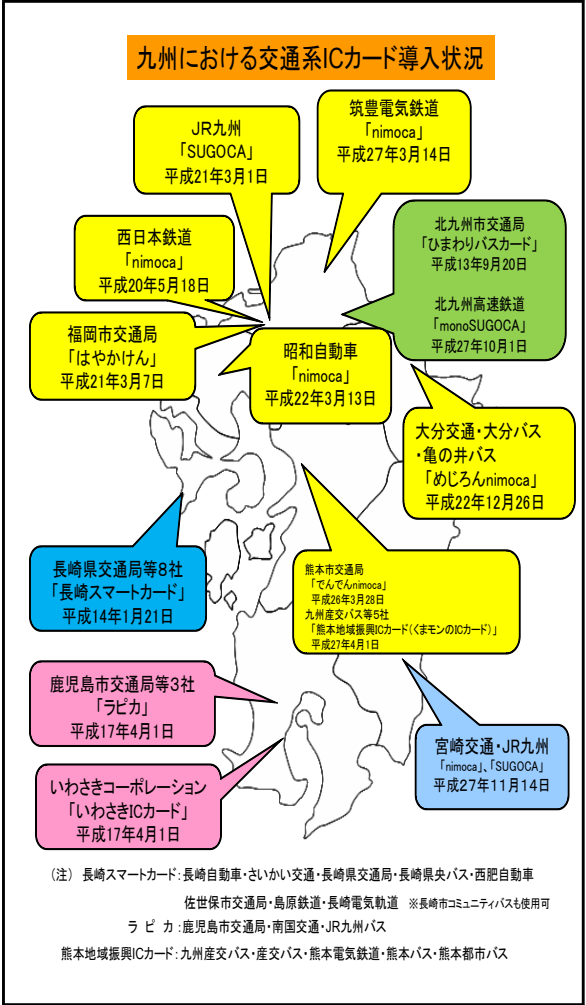 九州における交通系ICカード導入状況
筑豊電気鉄道
「nimoca」
平成27年3月14日
JR九州
「SUGOCA」
平成21年3月1日
北九州市交通局
「ひまわりバスカード」
平成13年9月20日
北九州高速鉄道
「monoSUGOCA」
平成27年10月1日
西日本鉄道
「nimoca」
平成20年5月18日
福岡市交通局
「はやかけん」
平成21年3月7日
昭和自動車
「nimoca」
平成22年3月13日
大分交通・大分バス
・亀の井バス
「めじろんnimoca」
平成22年12月26日
長崎県交通局等8社
「長崎スマートカード」
平成14年1月21日
熊本市交通局
「でんでんnimoca」
平成26年3月28日
九州産交バス等5社
「熊本地域振興ICカード(くまモンのICカード)」
平成27年4月1日
鹿児島市交通局等3社
「ラピカ」
平成17年4月1日
宮崎交通・JR九州
「nimoca」、「SUGOCA」
平成27年11月14日
いわさきコーポレーション
「いわさきICカード」
平成17年4月1日
(注) 長崎スマートカード:長崎自動車・さいかい交通・長崎県交通局・長崎県央バス・西肥自動車
佐世保市交通局・島原鉄道・長崎電気軌道 ※長崎市コミュニティバスも使用可
ラ ピ カ:鹿児島市交通局・南国交通・JR九州バス
熊本地域振興ICカード:九州産交バス・産交バス・熊本電気鉄道・熊本バス・熊本都市バス